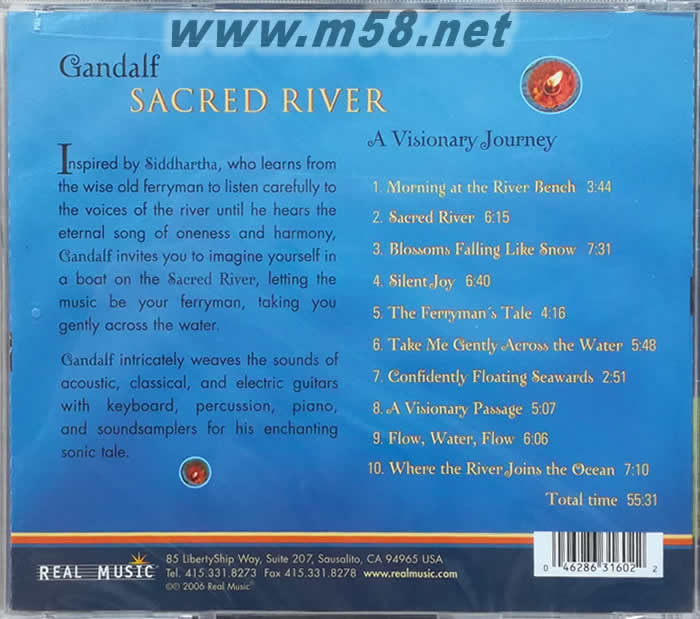 www.m58.net
Gandalf
SACRED RIVER
A Visionary Journey
Inspired by Siddhartha, who learns from
the wise old ferryman to listen carefully to
the voices of the river until he hears the
eternal song of oneness and harmony,
Gandalf invites you to imagine yourself in
a boat on the Sacred River, letting the
music be your ferryman, taking you
gently across the water.
Gandalf intricately weaves the sounds of
acoustic, classical, and electric guitars
with keyboard, percussion, piano,
and soundsamplers for his enchanting
sonic tale.
1. Morning at the River Bench 3:44
2. Sacred River 6:15
3. Blossoms Falling Like Snow 7:31
4. Silent Joy 6:40
5. The Ferryman´s Tale 4:16
6. Take Me Gently Across the Water 5:48
7. Confidently Floating Seawards 2:51
8. A Visionary Passage 5:07
9. Flow, Water, Flow 6:06
10. Where the River Joins the Ocean 7:10
Total time 55:31
REAL MUSIC®
85 LibertyShip Way, Suite 207, Sausalito, CA 94965 USA
Tel. 415.331.8273 Fax 415.331.8278 www.realmusic.com
©℗ 2006 Real Music®
0 46286 31602 2